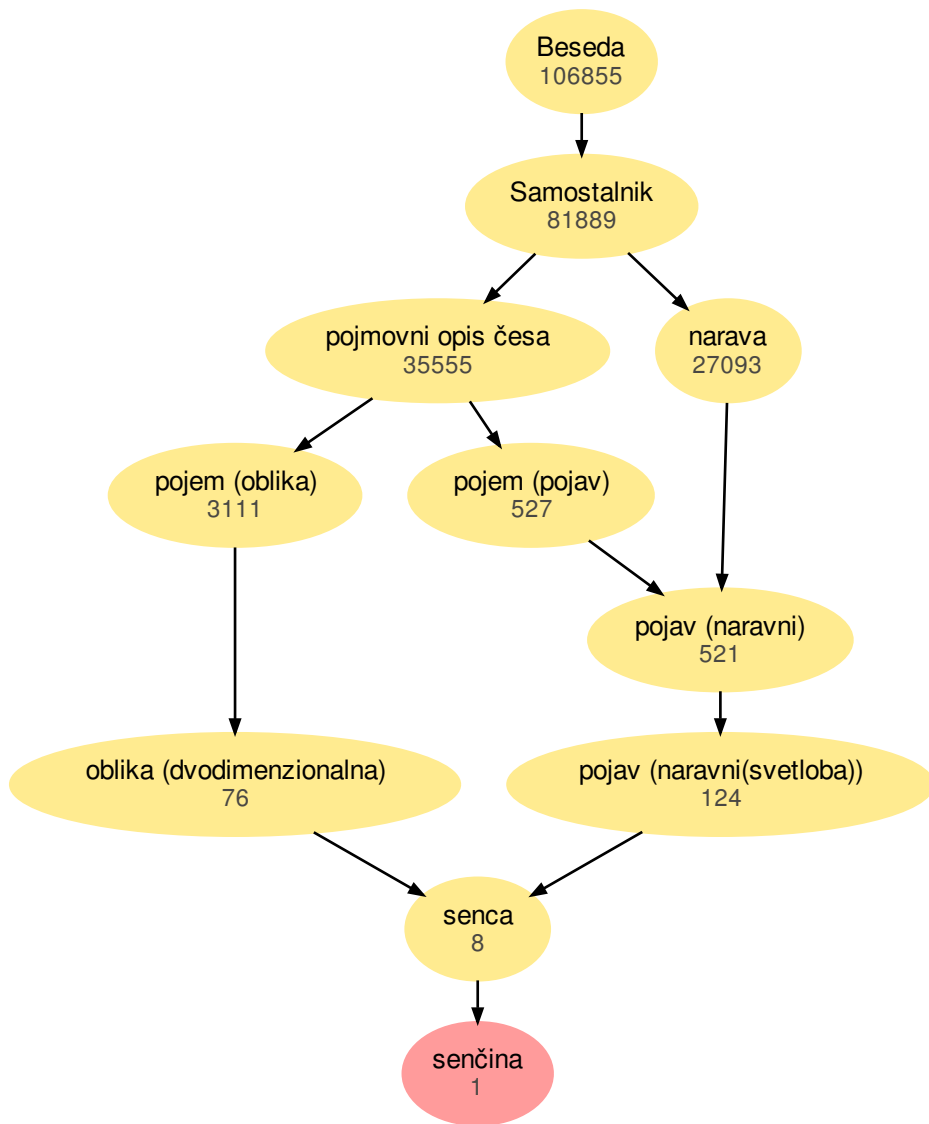 Beseda
106855
Samostalnik
81889
pojmovni opis česa
35555
narava
27093
pojem (oblika)
3111
pojem (pojav)
527
pojav (naravni)
521
oblika (dvodimenzionalna)
76
pojav (naravni(svetloba))
124
senca
8
senčina
1